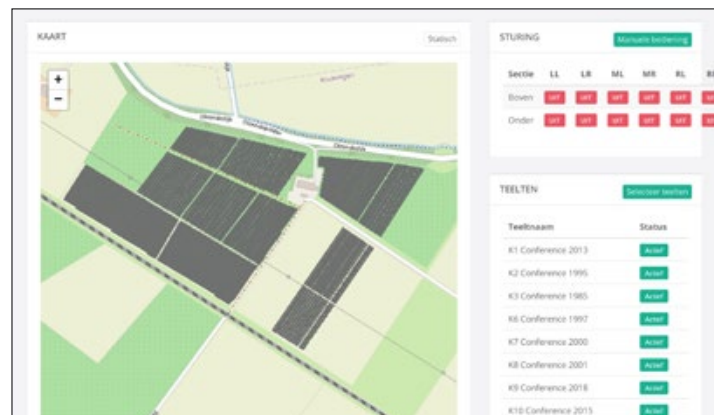 KAART
Statisch
+
−
STURING
Manuele bediening
Sectie LL LR ML MR RL
Boven UIT UIT UIT UIT UIT
Onder UIT UIT UIT UIT UIT
TEELTEN
Selecteer teelten
Teeltnaam Status
K1 Conference 2013 Actief
K2 Conference 1995 Actief
K3 Conference 1985 Actief
K6 Conference 1997 Actief
K7 Conference 2000 Actief
K8 Conference 2001 Actief
K9 Conference 2018 Actief
K10 Conference 2015 Actief